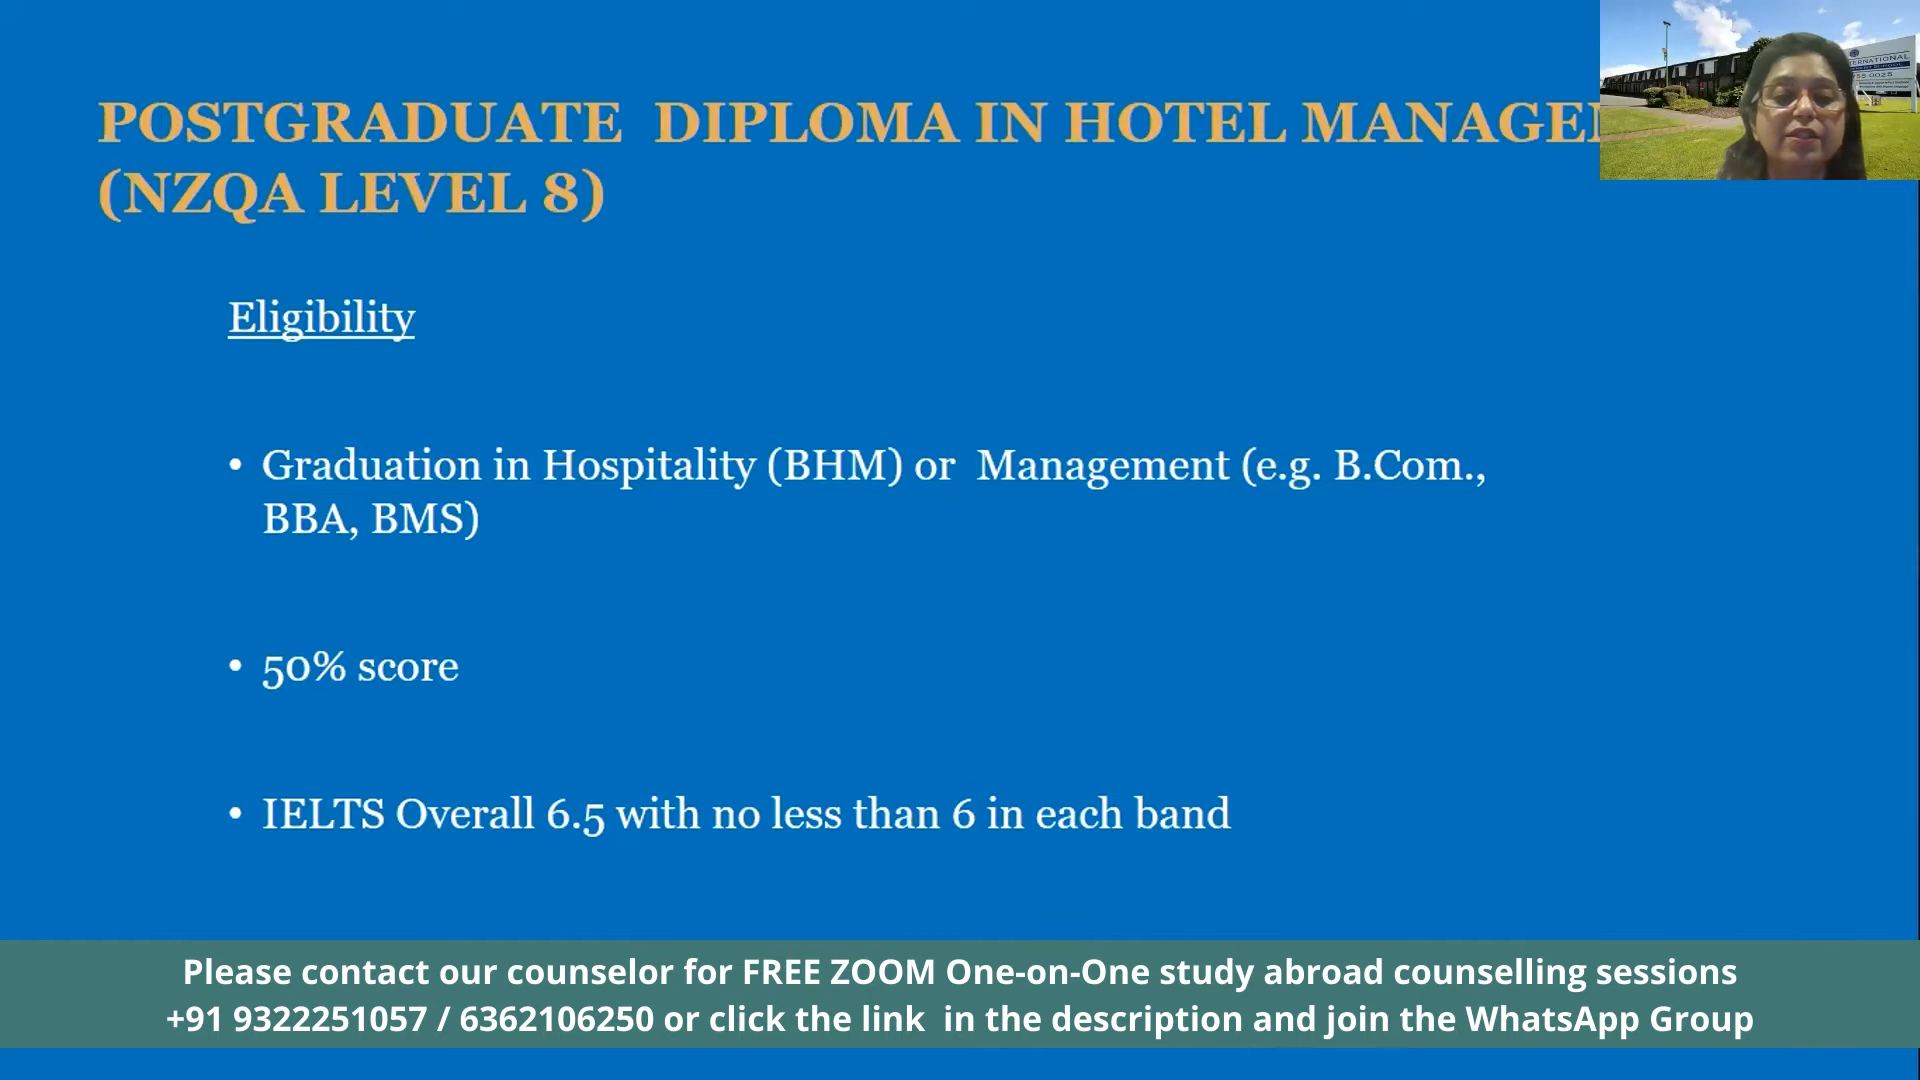 POSTGRADUATE DIPLOMA IN HOTEL
(NZQA LEVEL 8)
Eligibility
• Graduation in Hospitality (BHM) or Management (e.g. B.Com.,
BBA, BMS)
• 50% score
• IELTS Overall 6.5 with no less than 6 in each band
Please contact our counselor for FREE ZOOM One-on-One study abroad counselling sessions
+91 9322251057 / 6362106250 or click the link in the description and join the WhatsApp Group